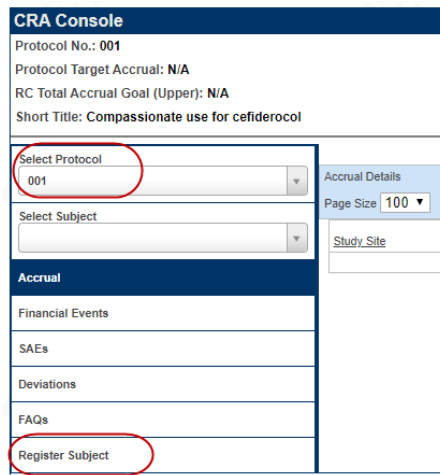 CRA Console
Protocol No.: 001
Protocol Target Accrual: N/A
RC Total Accrual Goal (Upper): N/A
Short Title: Compassionate use for cefiderocol
Select Protocol
001
Select Subject
Accrual
Financial Events
SAEs
Deviations
FAQs
Register Subject
Accrual Details
Page Size 100
Study Site